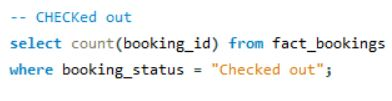 -- CHECKed out
select count(booking_id) from fact_bookings
where booking_status = "Checked out";